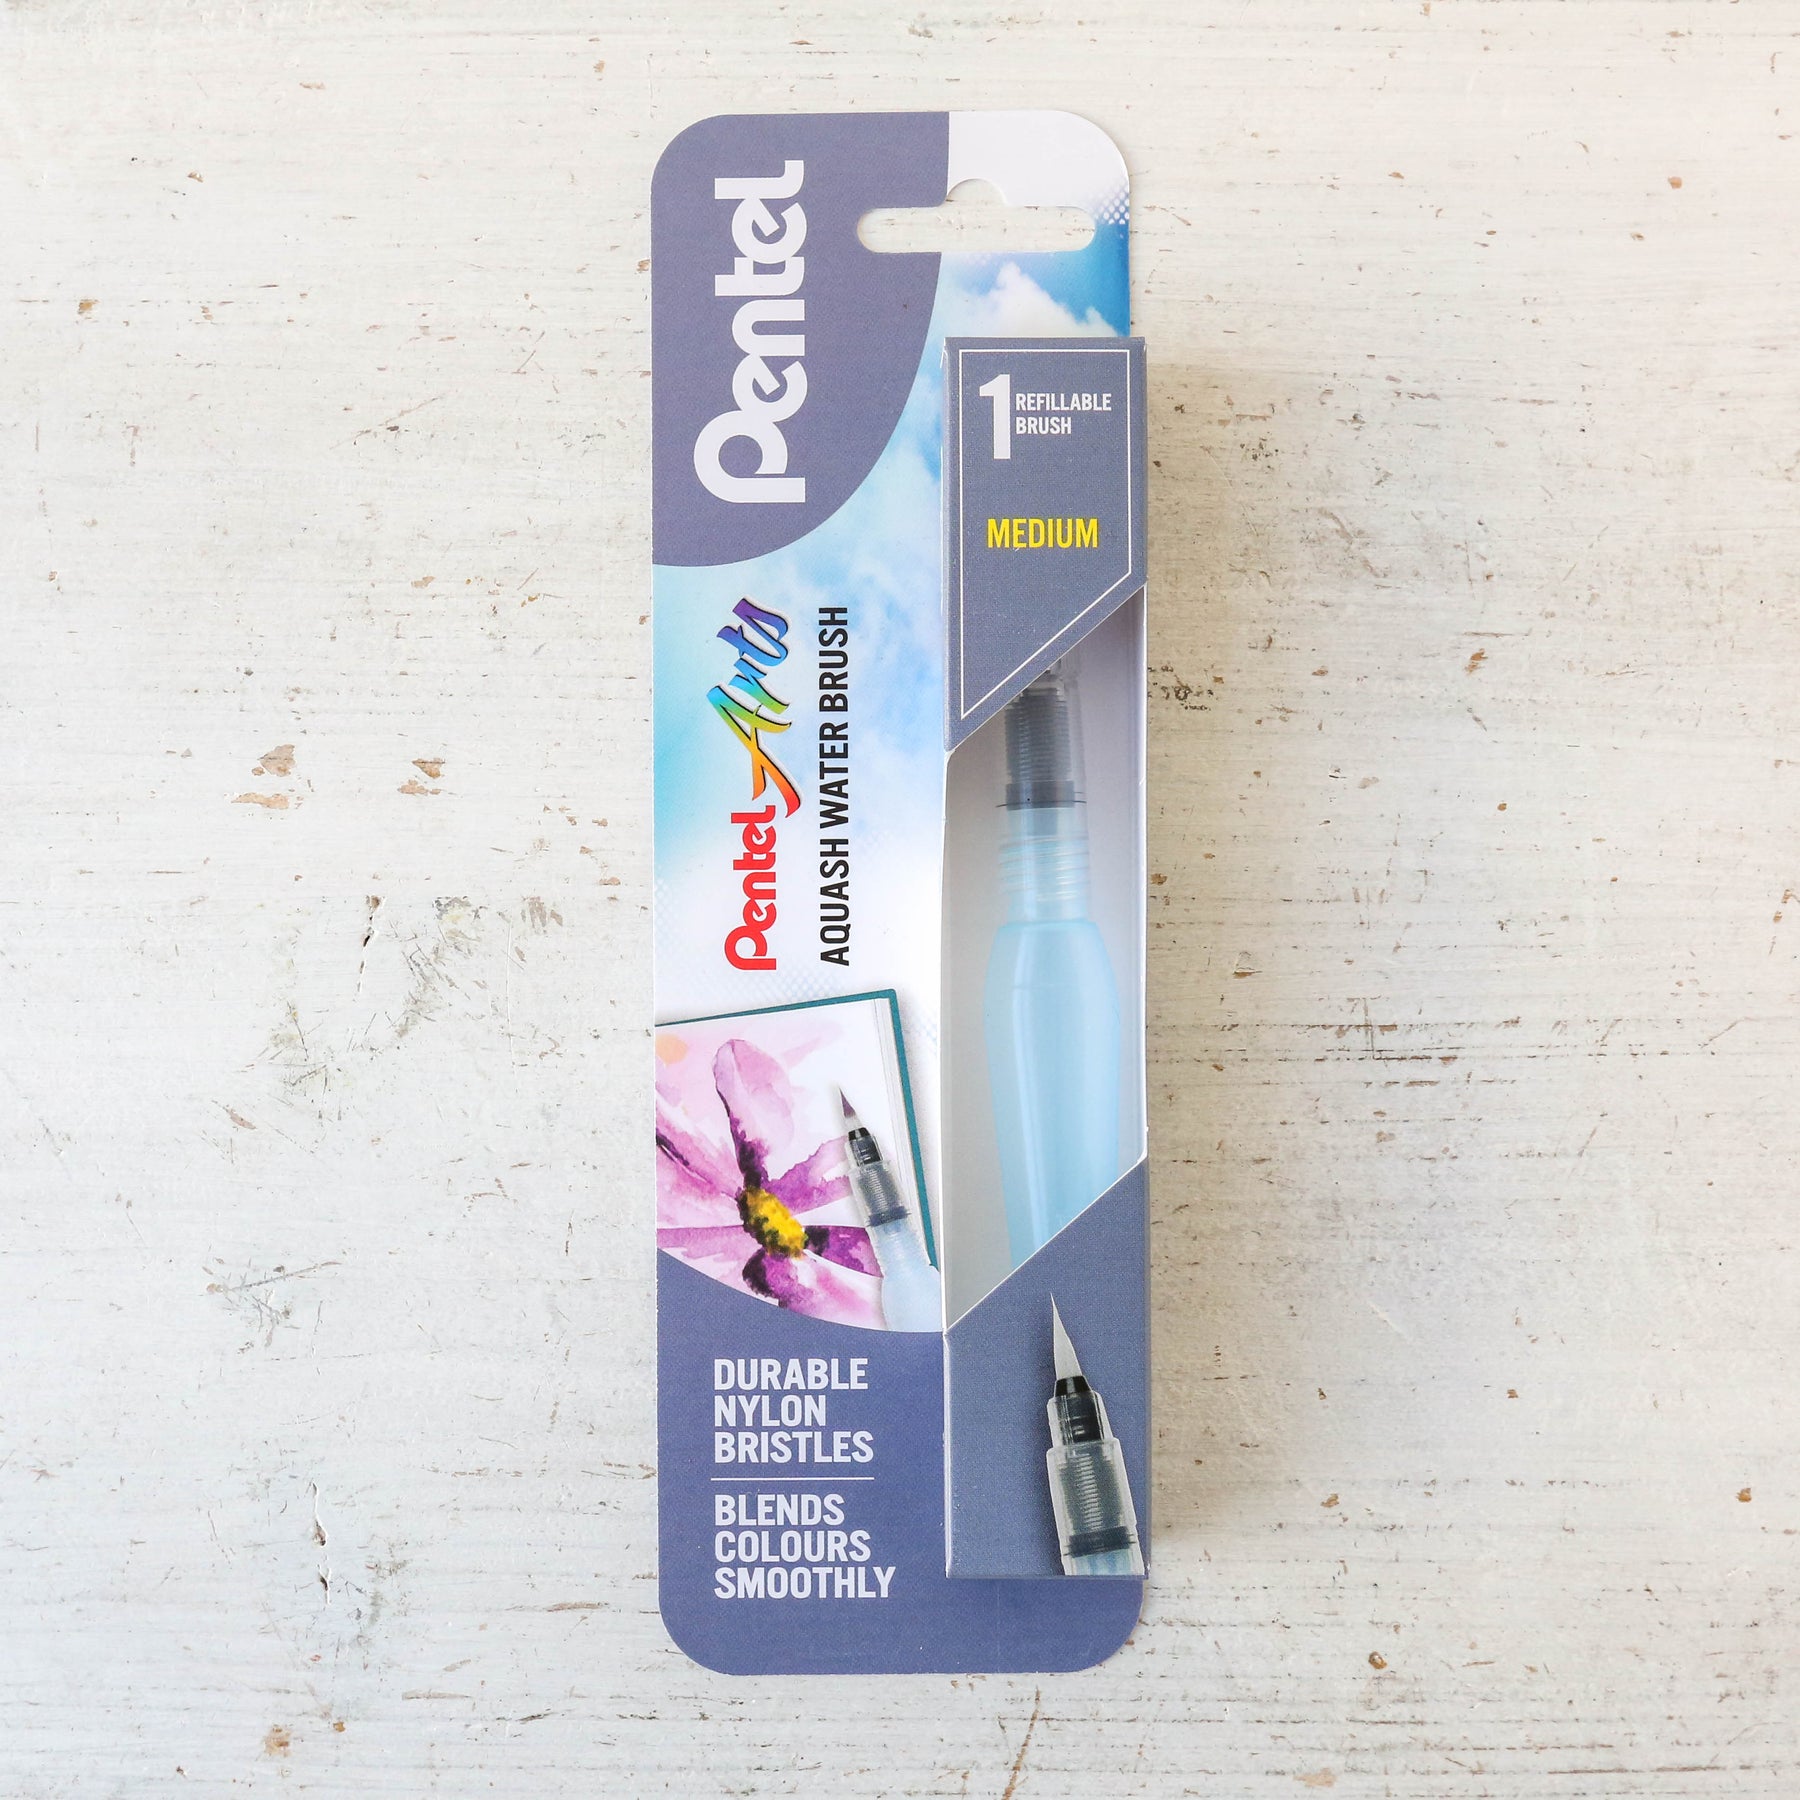 Pentel
1 REFILLABLE
BRUSH
MEDIUM
Pentel Arts
AQUASH WATER BRUSH
DURABLE
NYLON
BRISTLES
BLENDS
COLOURS
SMOOTHLY